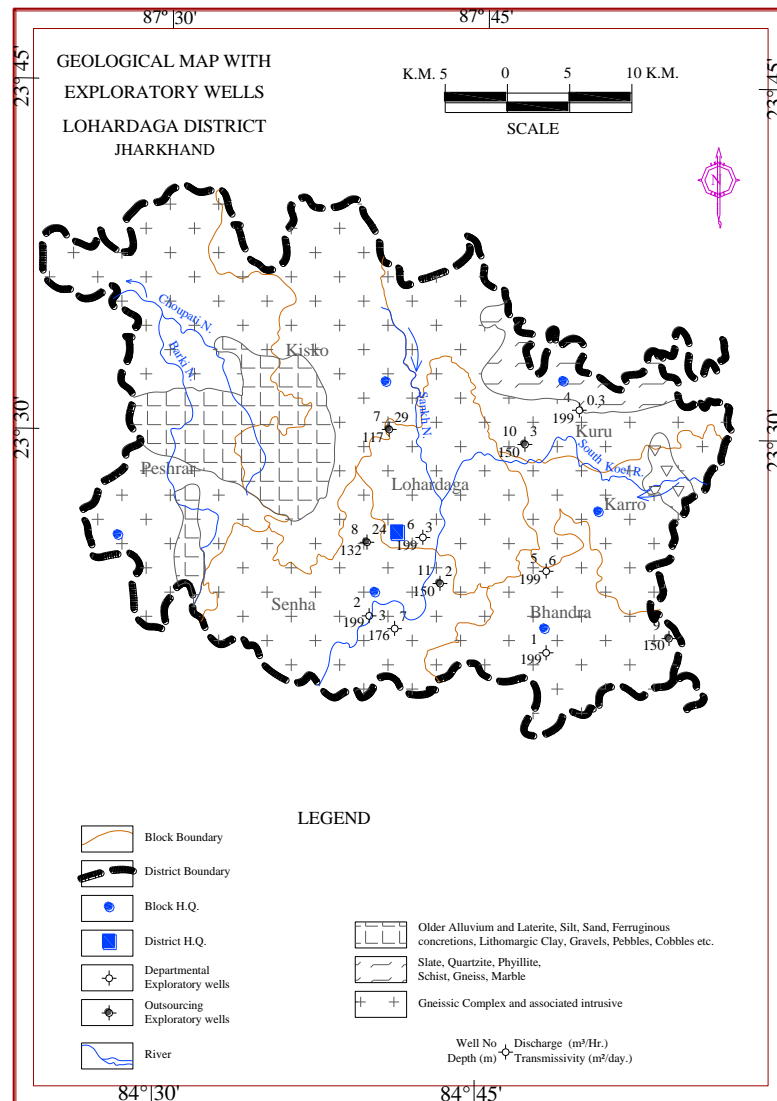 87° 30'
87° 45'
23° 45'
23° 45'
GEOLOGICAL MAP WITH
EXPLORATORY WELLS
LOHARDAGA DISTRICT
JHARKHAND
K.M. 5 0 5 10 K.M.
SCALE
N
Choupati N.
Barki N.
Kisko
Sankh N.
23° 30'
23° 30'
4 0.3
199
Kuru
7 29
117
10 3
150
South Koel R.
Peshrar
Lohardaga
Karro
8 24
132
6 3
199
5 6
199
11 2
150
Senha
Bhandra
2 3
199
7
176
1
199
9
150
LEGEND
Block Boundary
District Boundary
Block H.Q.
District H.Q.
Departmental
Exploratory wells
Outsourcing
Exploratory wells
River
Older Alluvium and Laterite, Silt, Sand, Ferruginous
concretions, Lithomargic Clay, Gravels, Pebbles, Cobbles etc.
Slate, Quartzite, Phyillite,
Schist, Gneiss, Marble
Gneissic Complex and associated intrusive
Well No Discharge (m³/Hr.)
Depth (m) Transmissivity (m²/day.)
84° 30'
84° 45'